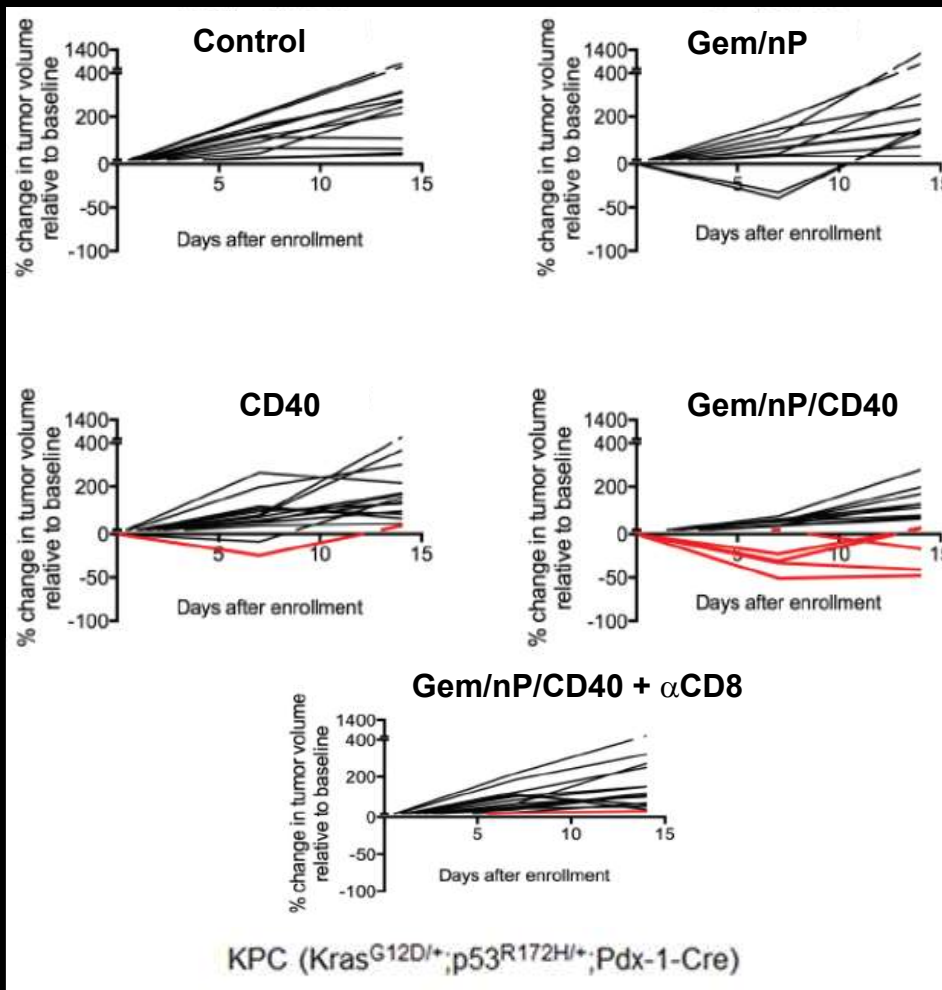 Control
% change in tumor volume
relative to baseline
1400
400
200
0
-50
-100
5
10
15
Days after enrollment
Gem/nP
% change in tumor volume
relative to baseline
1400
400
200
0
-50
-100
5
10
15
Days after enrollment
CD40
% change in tumor volume
relative to baseline
1400
400
200
0
-50
-100
5
10
15
Days after enrollment
Gem/nP/CD40
% change in tumor volume
relative to baseline
1400
400
200
0
-50
-100
5
10
15
Days after enrollment
Gem/nP/CD40 + αCD8
% change in tumor volume
relative to baseline
1400
400
200
0
-50
-100
5
10
15
Days after enrollment
KPC (Kras^G12D/+;p53^R172H/+;Pdx-1-Cre)